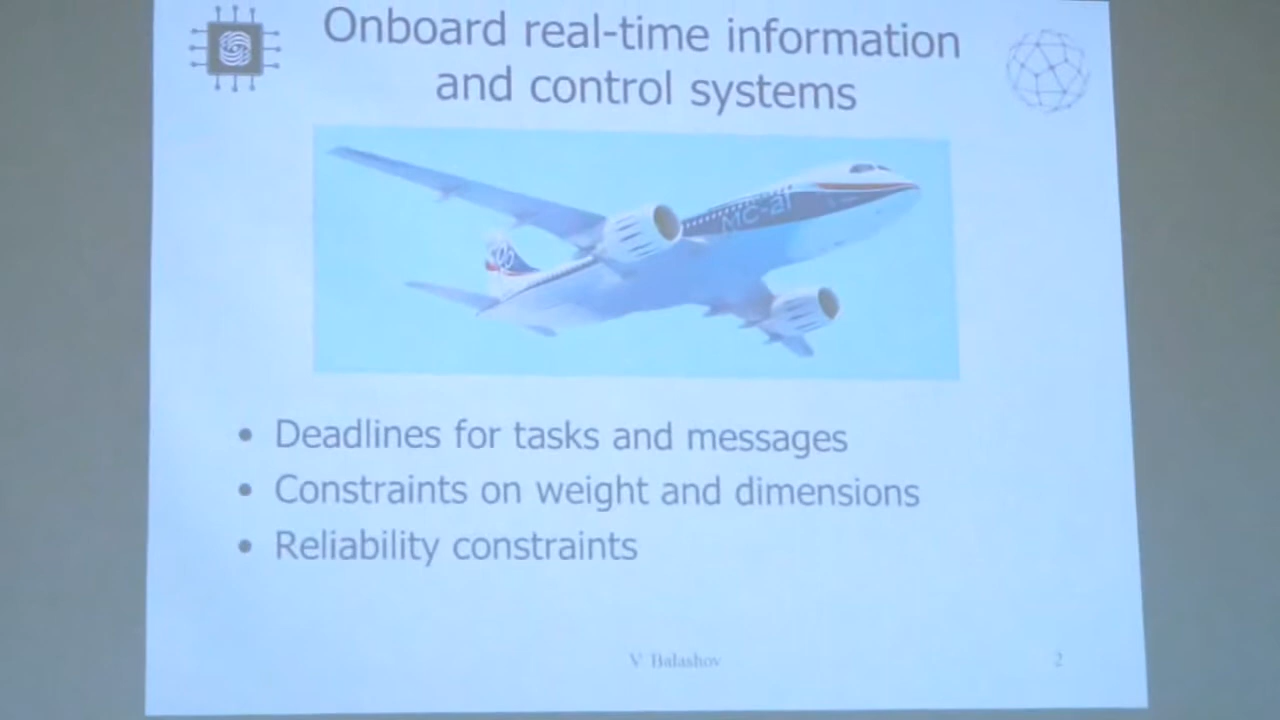 Onboard real-time information
and control systems
МС-21
• Deadlines for tasks and messages
• Constraints on weight and dimensions
• Reliability constraints
V. Balashov
2